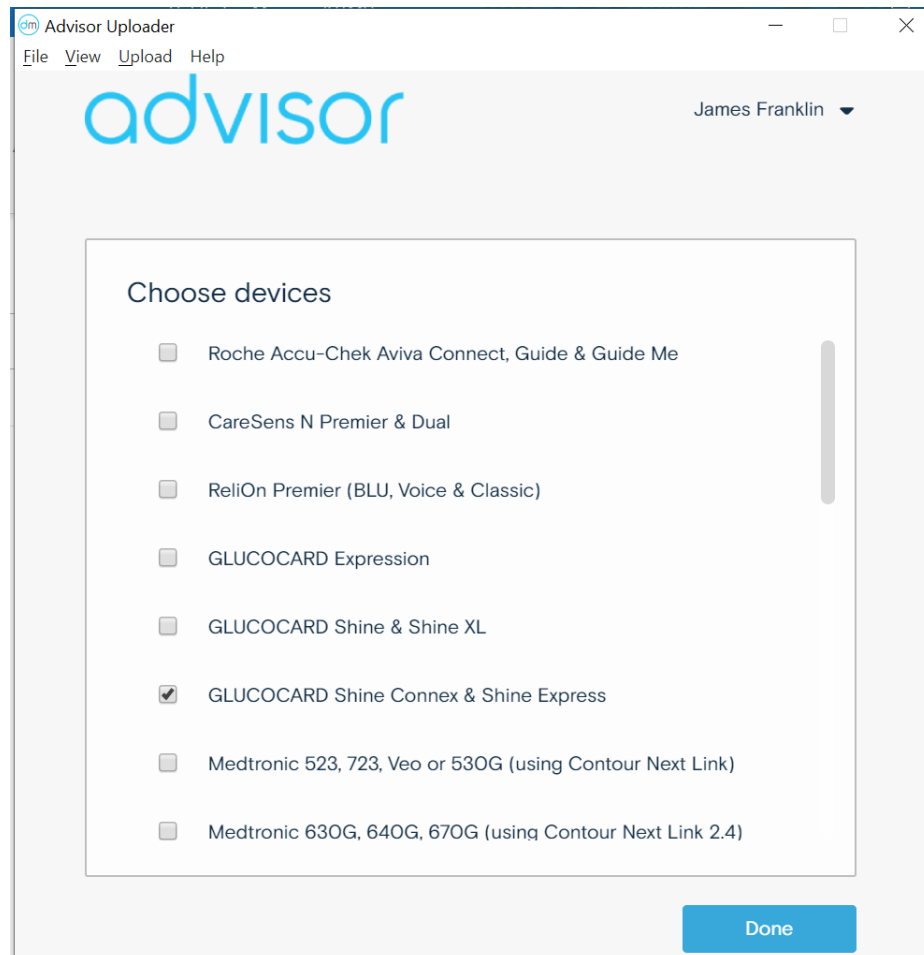 dm Advisor Uploader
File View Upload Help
advisor
James Franklin
Choose devices
Roche Accu-Chek Aviva Connect, Guide & Guide Me
CareSens N Premier & Dual
ReliOn Premier (BLU, Voice & Classic)
GLUCOCARD Expression
GLUCOCARD Shine & Shine XL
GLUCOCARD Shine Connex & Shine Express
Medtronic 523, 723, Veo or 530G (using Contour Next Link)
Medtronic 630G, 640G, 670G (using Contour Next Link 2.4)
Done